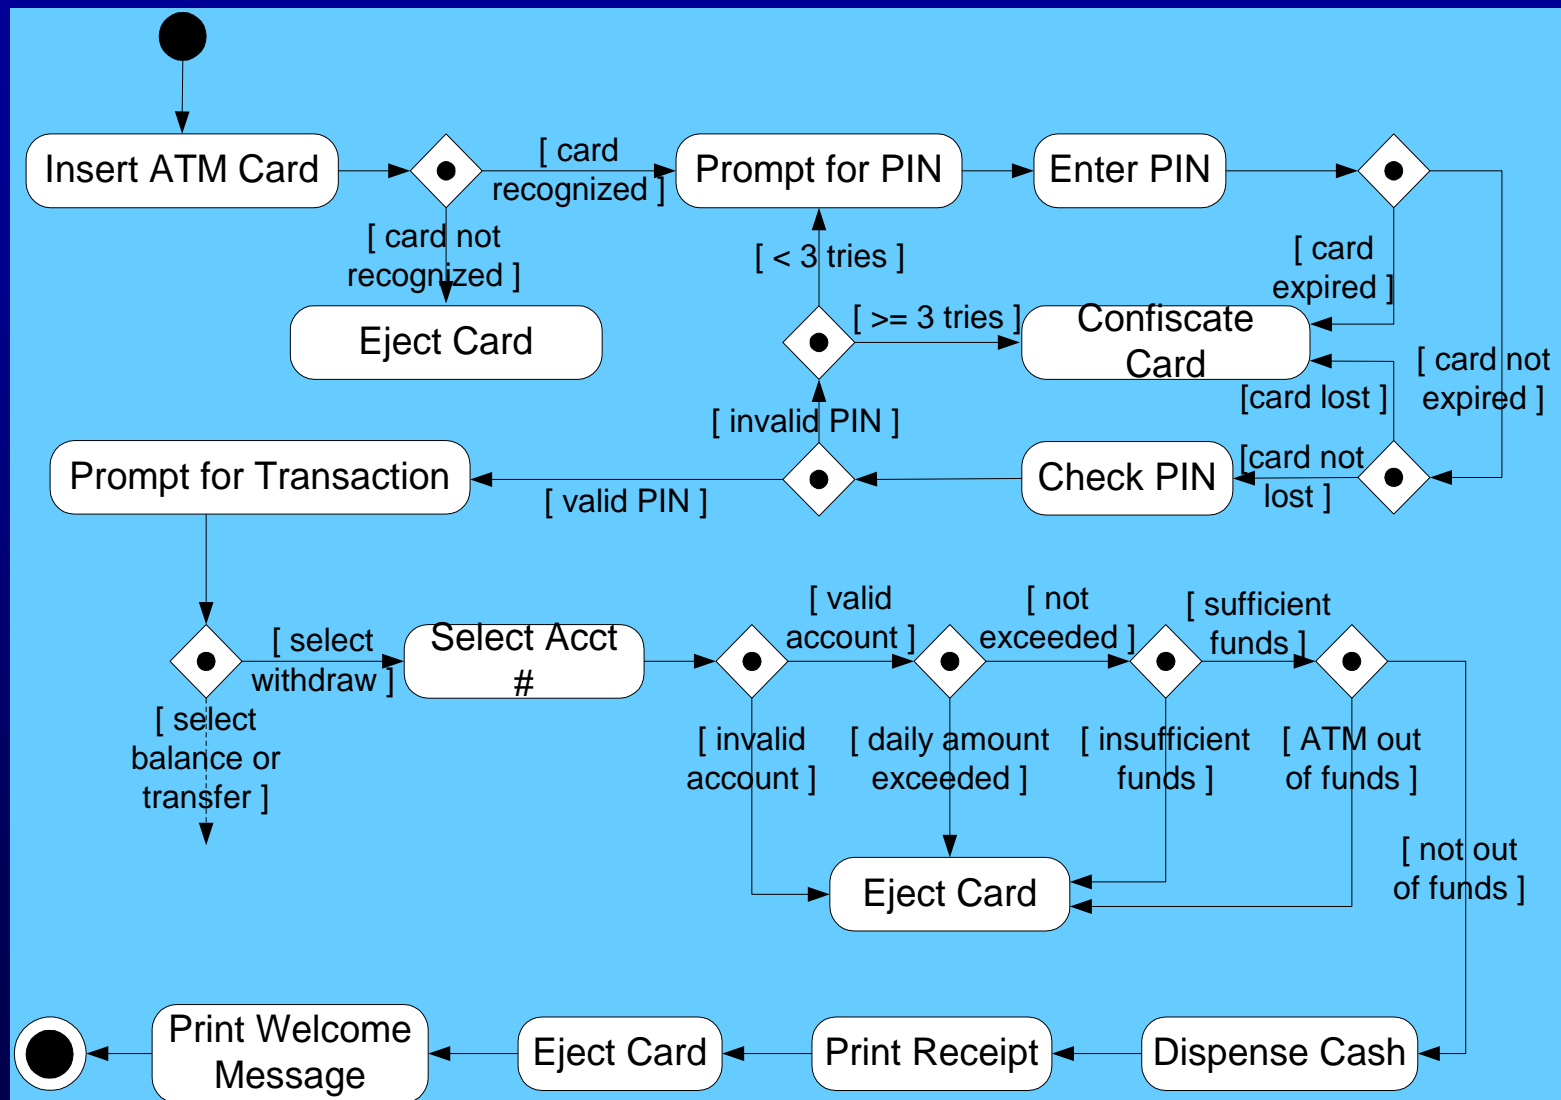 Insert ATM Card
[ card
recognized ]
Prompt for PIN
Enter PIN
[ card not
recognized ]
Eject Card
[ < 3 tries ]
[ >= 3 tries ]
[ card
expired ]
Confiscate
Card
[ card not
expired ]
[card lost ]
[ invalid PIN ]
Prompt for Transaction
[ valid PIN ]
Check PIN
[card not
lost ]
[ select
withdraw ]
Select Acct
#
[ valid
account ]
[ not
exceeded ]
[ sufficient
funds ]
[ select
balance or
transfer ]
[ invalid
account ]
[ daily amount
exceeded ]
[ insufficient
funds ]
[ ATM out
of funds ]
[ not out
of funds ]
Eject Card
Print Welcome
Message
Eject Card
Print Receipt
Dispense Cash